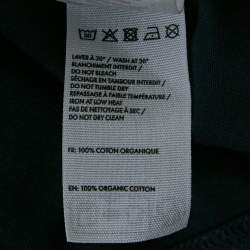 LAVER À 30° / WASH AT 30°
BLANCHIMENT INTERDIT /
DO NOT BLEACH
SÉCHAGE EN TAMBOUR INTERDIT /
DO NOT TUMBLE DRY
REPASSAGE À FAIBLE TEMPÉRATURE /
IRON AT LOW HEAT
PAS DE NETTOYAGE À SEC /
DO NOT DRY CLEAN
FR: 100% COTON ORGANIQUE
EN: 100% ORGANIC COTTON